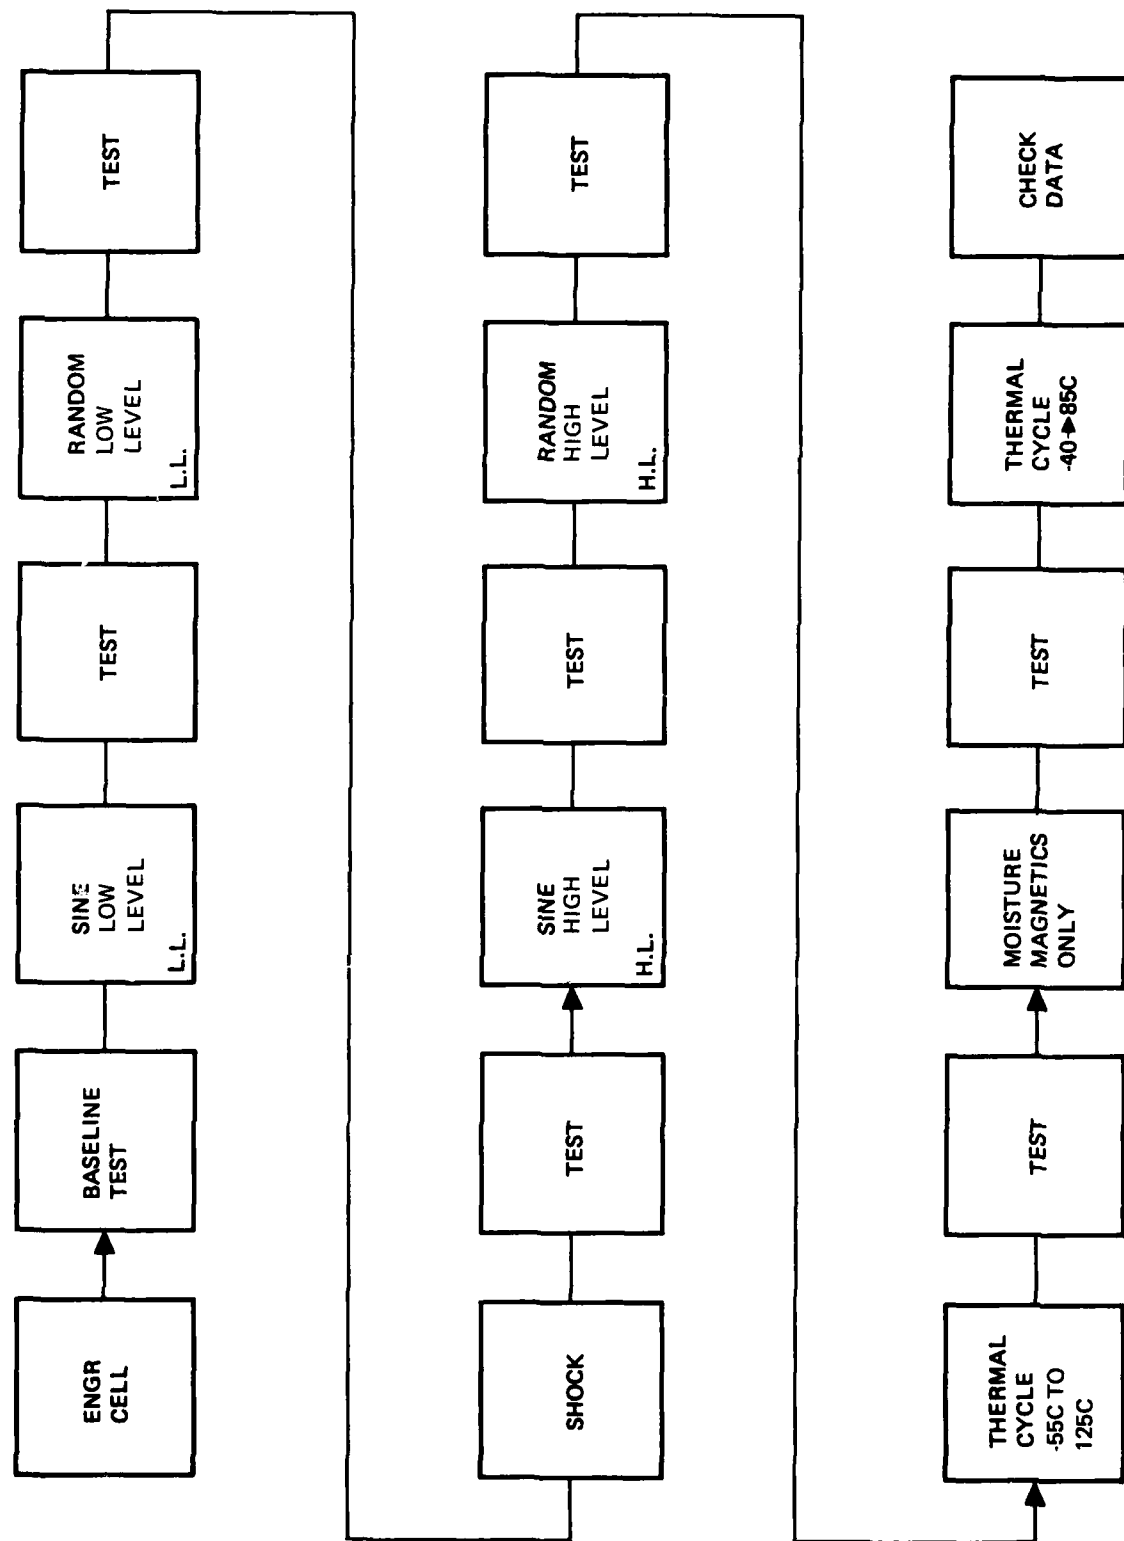 ENGR
CELL
BASELINE
TEST
SINE
LOW
LEVEL
L.L.
TEST
RANDOM
LOW
LEVEL
L.L.
TEST
SHOCK
TEST
SINE
HIGH
LEVEL
H.L.
TEST
RANDOM
HIGH
LEVEL
H.L.
TEST
THERMAL
CYCLE
-55C TO
125C
TEST
MOISTURE
MAGNETICS
ONLY
TEST
THERMAL
CYCLE
-40→85C
CHECK
DATA